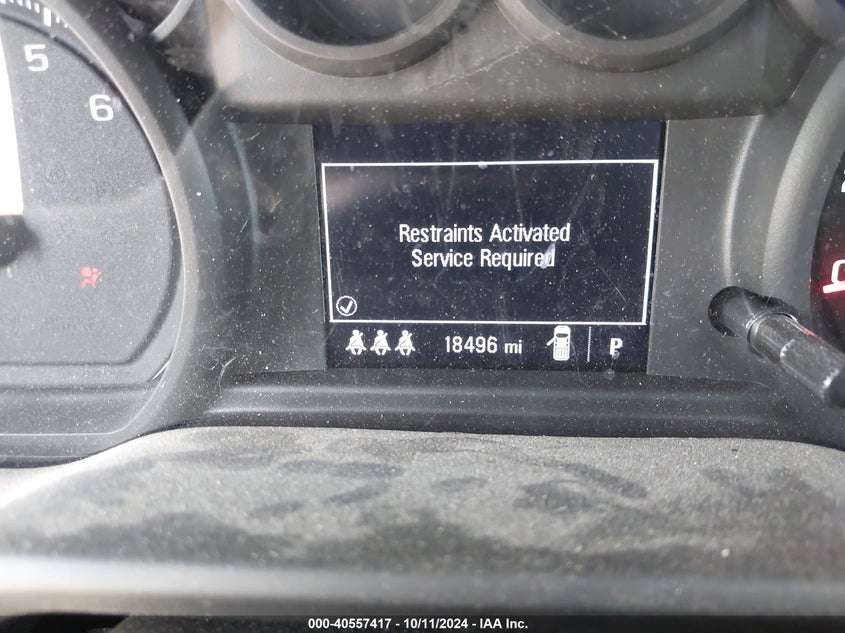 5
6
Restraints Activated
Service Required
18496 mi
P
000-40557417 - 10/11/2024 - IAA Inc.